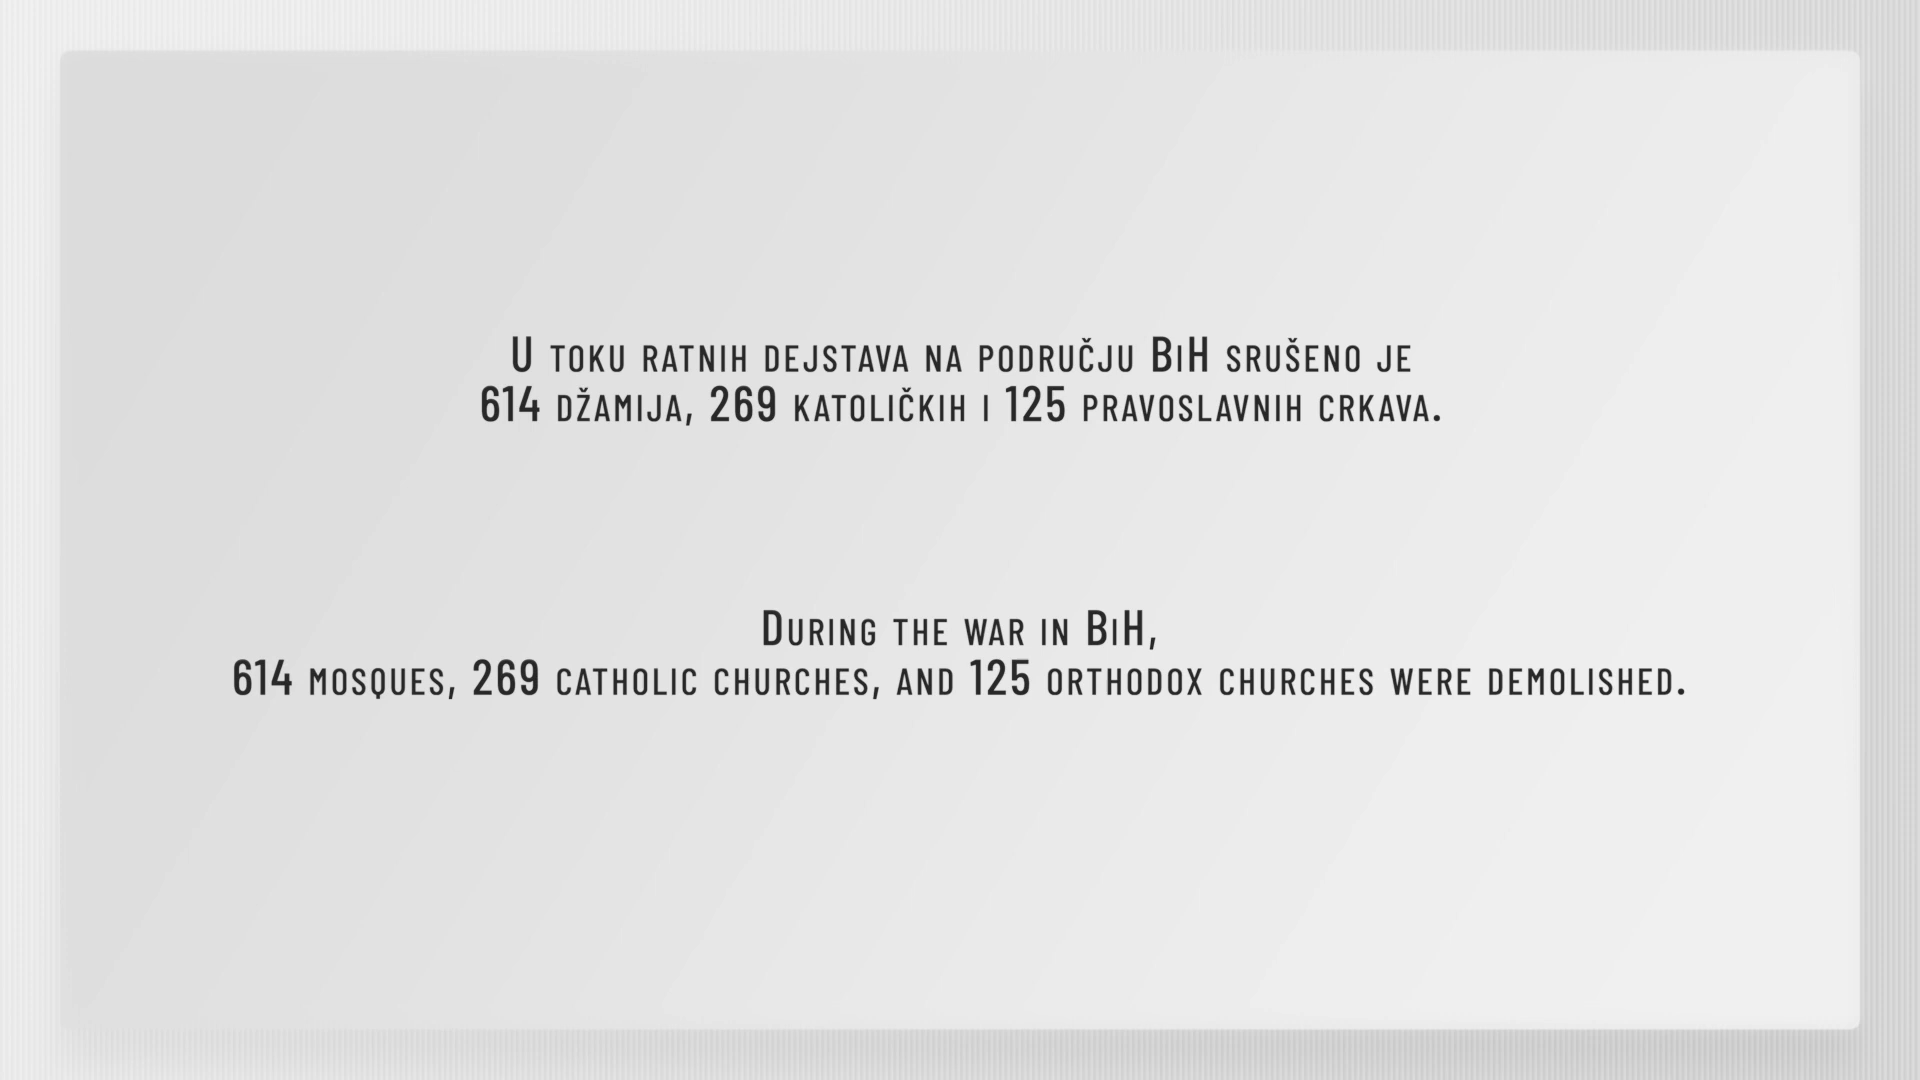 U toku ratnih dejstava na području BiH srušeno je
614 džamija, 269 katoličkih i 125 pravoslavnih crkava.
During the war in BiH,
614 mosques, 269 catholic churches, and 125 orthodox churches were demolished.